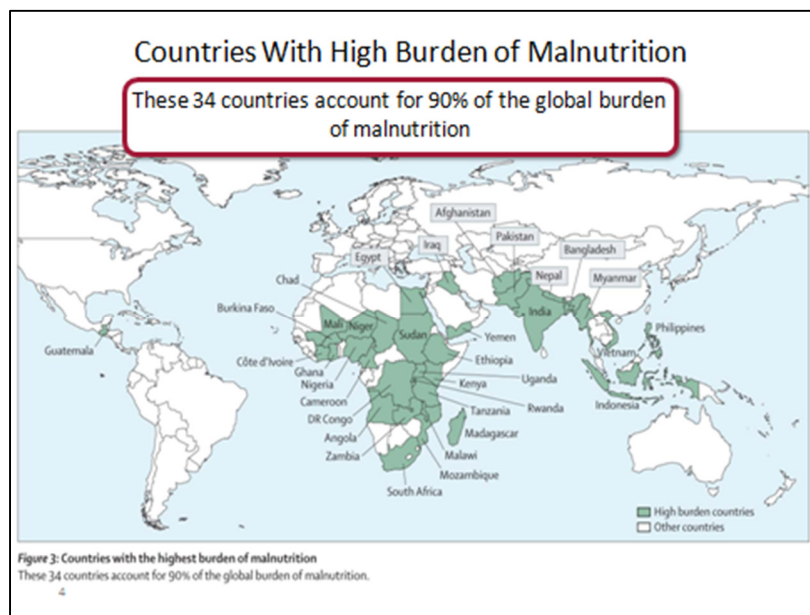 Countries With High Burden of Malnutrition
These 34 countries account for 90% of the global burden
of malnutrition
Afghanistan
Pakistan
Iraq
Bangladesh
Egypt
Nepal
Myanmar
Chad
Burkina Faso
Mali
Niger
India
Sudan
Philippines
Guatemala
Yemen
Vietnam
Côte d'Ivoire
Ethiopia
Ghana
Nigeria
Uganda
Kenya
Cameroon
Rwanda
Indonesia
DR Congo
Tanzania
Madagascar
Angola
Malawi
Zambia
Mozambique
South Africa
High burden countries
Other countries
Figure 3: Countries with the highest burden of malnutrition
These 34 countries account for 90% of the global burden of malnutrition.
4